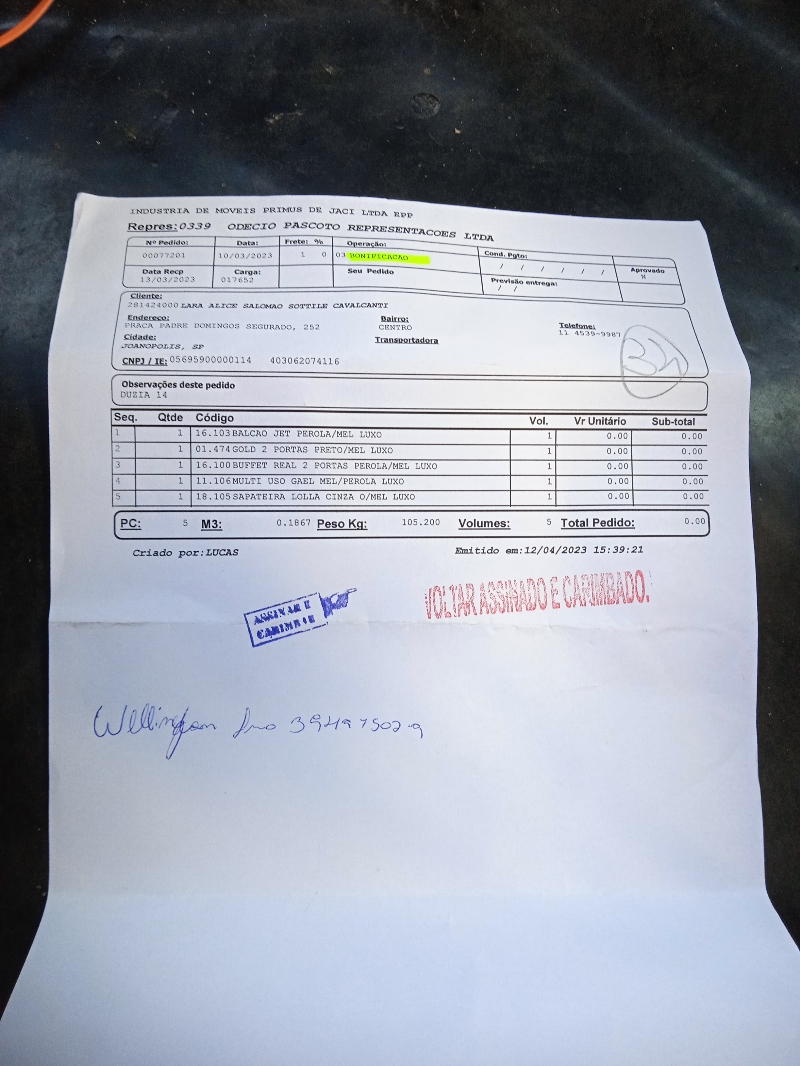 INDUSTRIA DE MOVEIS PRIMUS DE JACI LTDA EPP
Repres:0339 ODECIO PASCOTO REPRESENTACOES LTDA
Nº Pedido: Data: Frete: % Operação: Cond. Pgto:
00077201 10/03/2023 1 0 03 BONIFICACAO / / / / / / Aprovado
Data Recp Carga: Seu Pedido Previsão entrega: N
13/03/2023 017652 / /
Cliente:
281424000 LARA ALICE SALOMAO SOTTILE CAVALCANTI
Endereço: Bairro: Telefone:
PRACA PADRE DOMINGOS SEGURADO, 252 CENTRO 11 4539-9987
Cidade: Transportadora
JOANOPOLIS, SP
CNPJ / IE: 05695900000114 403062074116
Observações deste pedido
DUZIA 14
Seq. Qtde Código Vol. Vr Unitário Sub-total
1 1 16.103 BALCAO JET PEROLA/MEL LUXO 1 0.00 0.00
2 1 01.474 GOLD 2 PORTAS PRETO/MEL LUXO 1 0.00 0.00
3 1 16.100 BUFFET REAL 2 PORTAS PEROLA/MEL LUXO 1 0.00 0.00
4 1 11.106 MULTI USO GAEL MEL/PEROLA LUXO 1 0.00 0.00
5 1 18.105 SAPATEIRA LOLLA CINZA O/MEL LUXO 1 0.00 0.00
PC: 5 M3: 0.1867 Peso Kg: 105.200 Volumes: 5 Total Pedido: 0.00
Criado por:LUCAS Emitido em:12/04/2023 15:39:21
ASSINAR E
CARIMBAR
VOLTAR ASSINADO E CARIMBADO.
Wellington